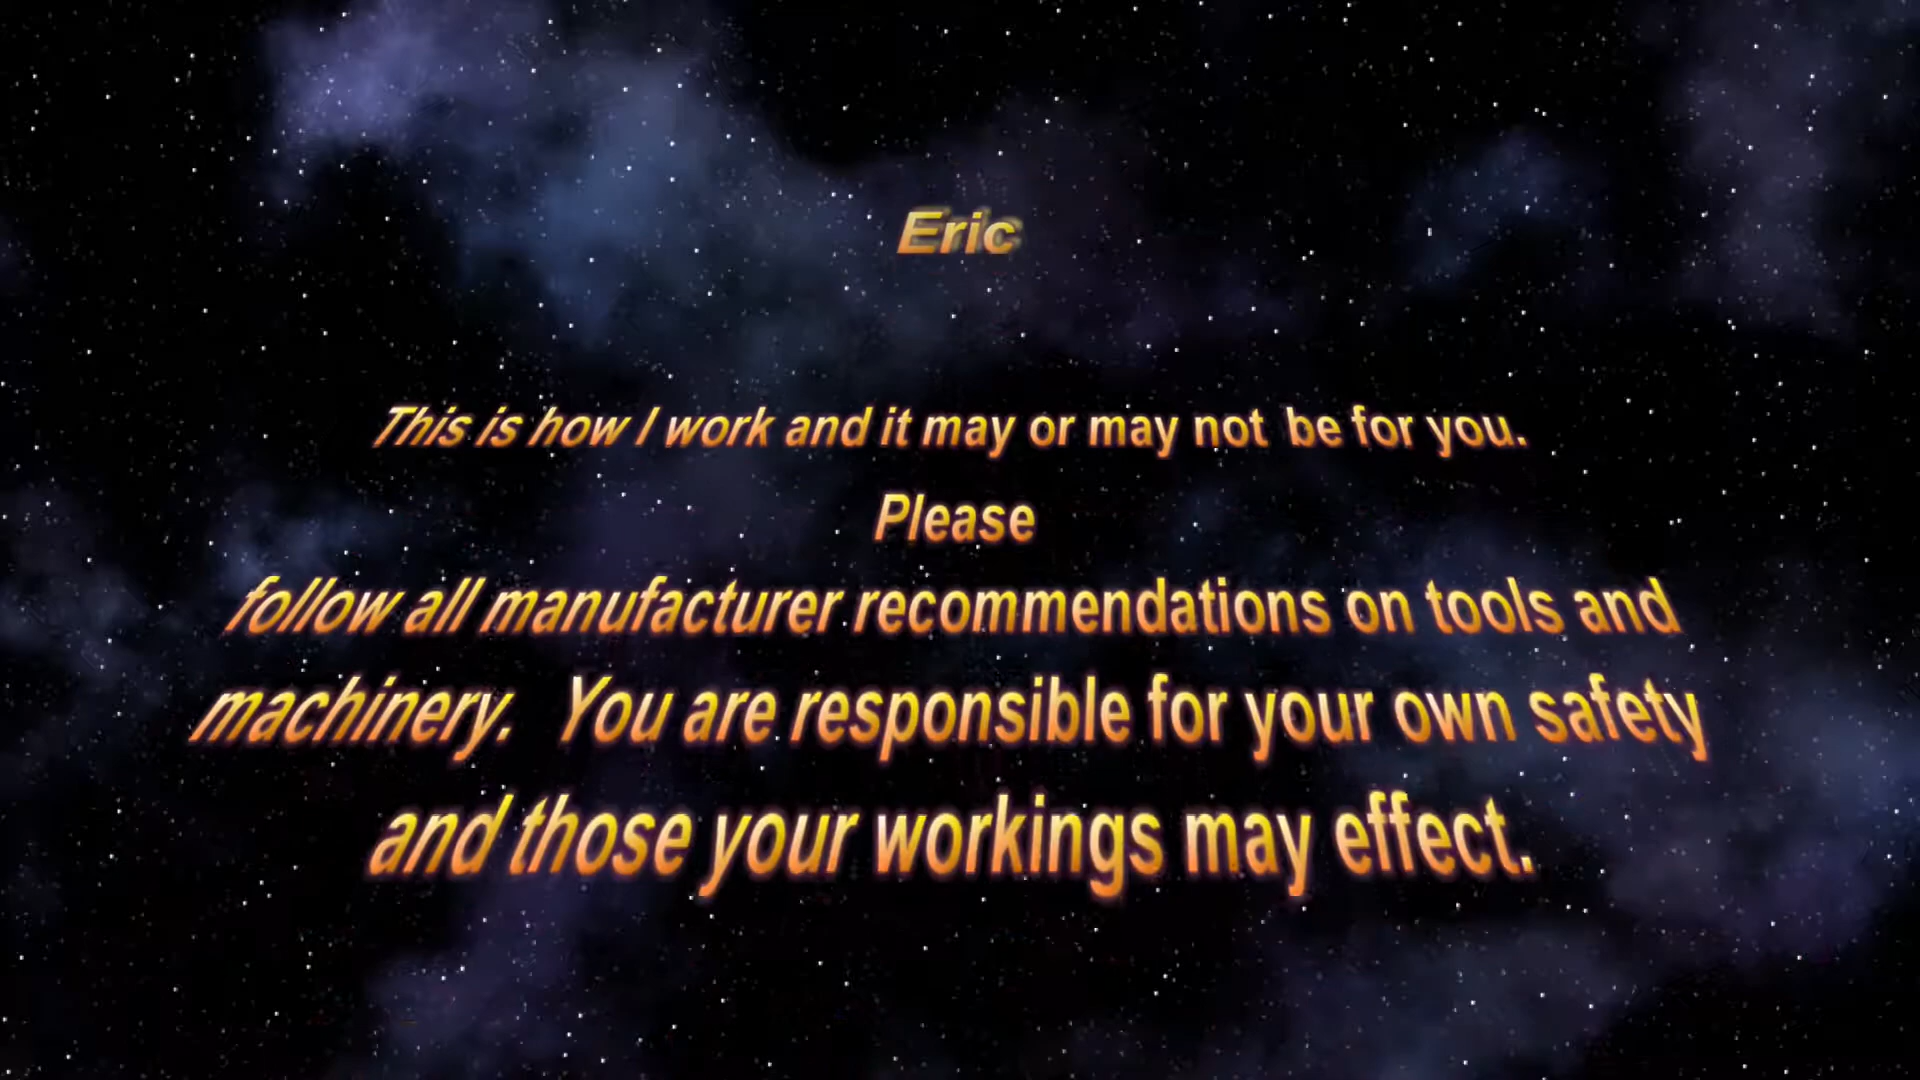 Eric
This is how I work and it may or may not be for you.
Please
follow all manufacturer recommendations on tools and
machinery. You are responsible for your own safety
and those your workings may effect.